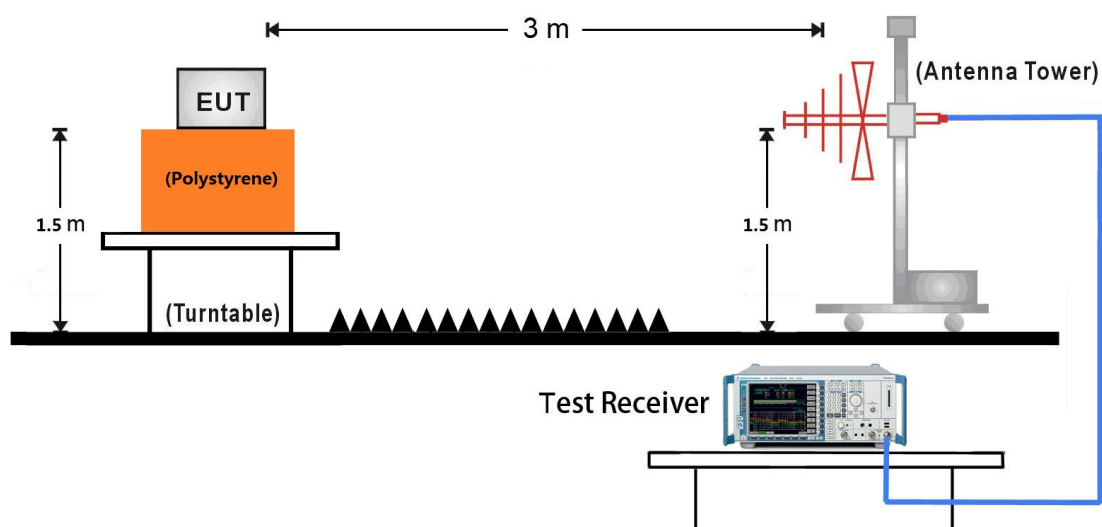 3 m
(Antenna Tower)
EUT
(Polystyrene)
1.5 m
1.5 m
(Turntable)
Test Receiver